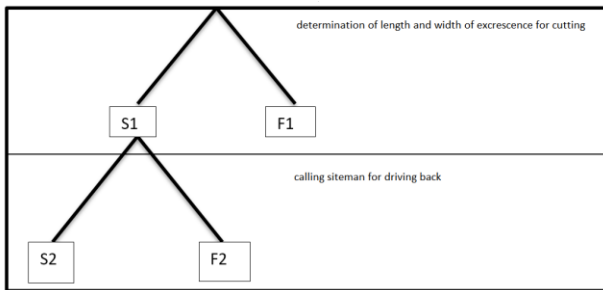 determination of length and width of excrescence for cutting
S1
F1
calling siteman for driving back
S2
F2